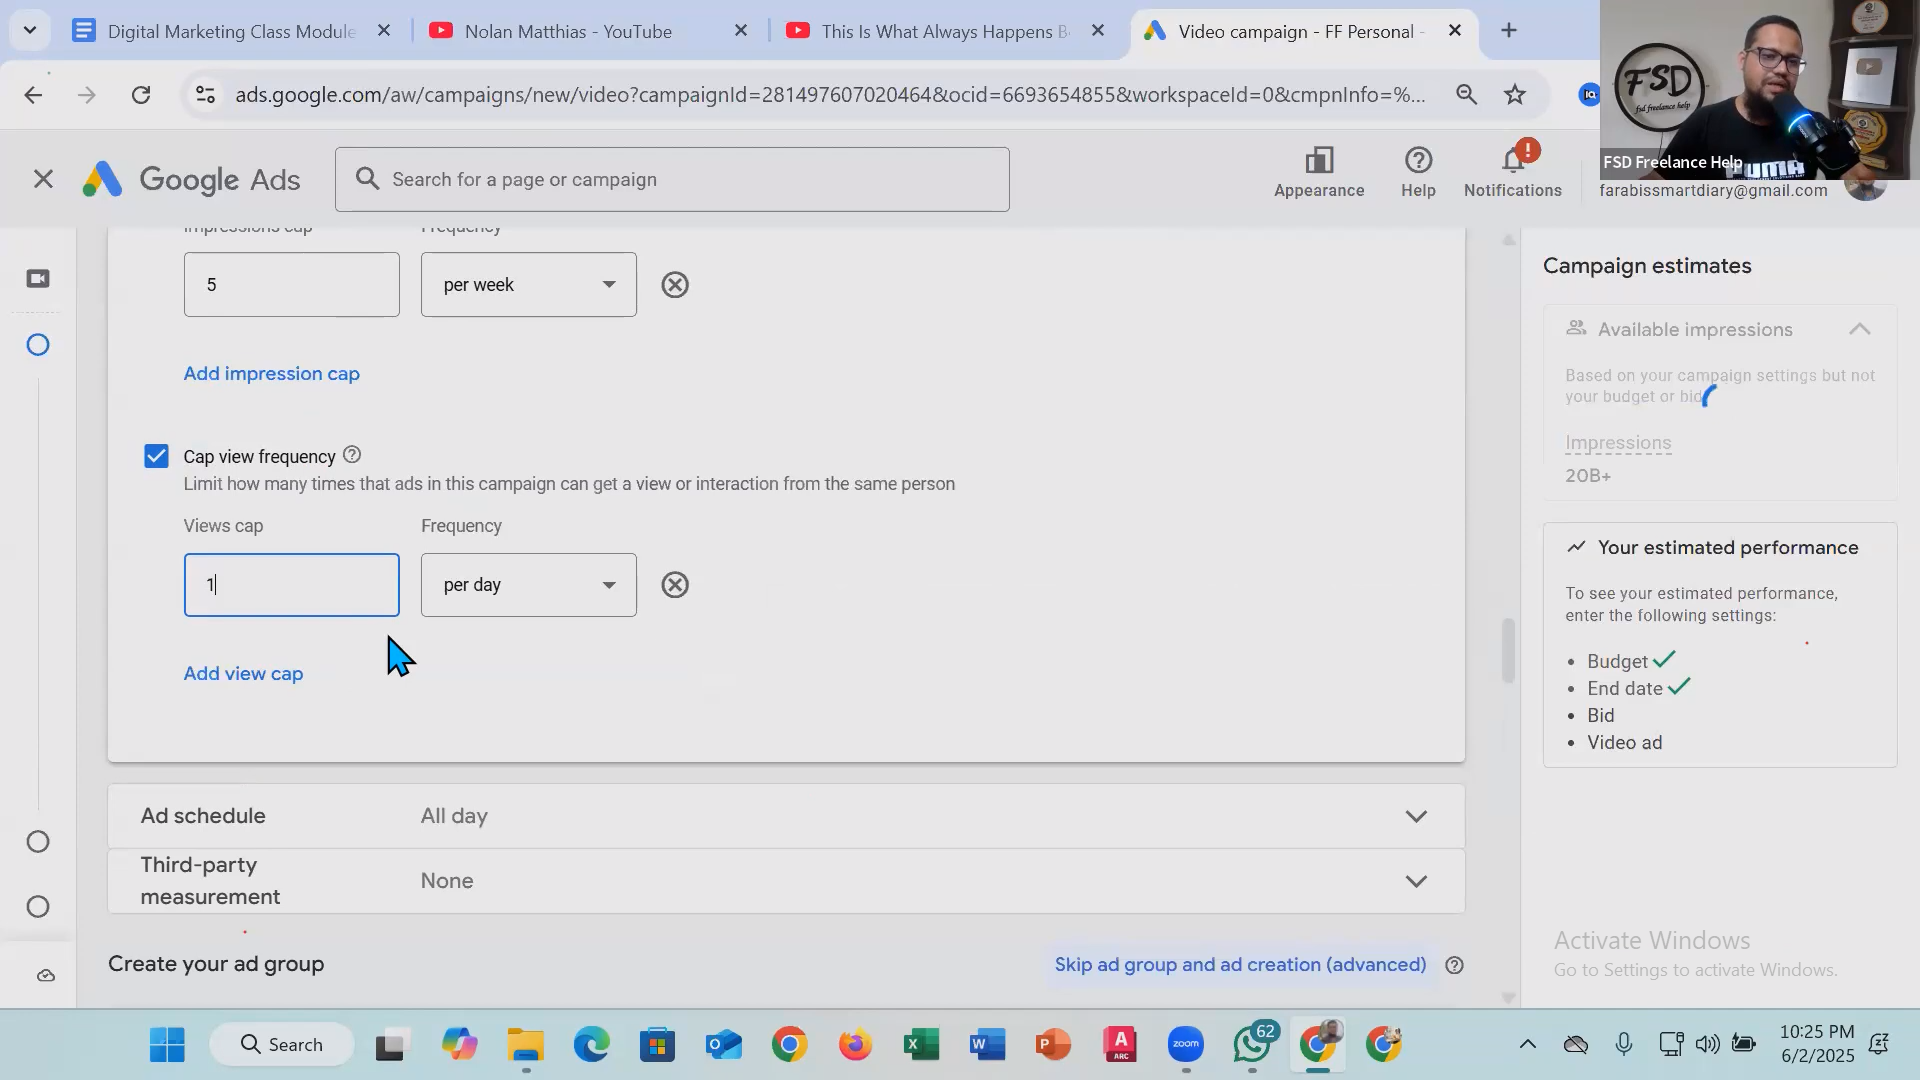 Digital Marketing Class Module
Nolan Matthias - YouTube
This Is What Always Happens B
Video campaign - FF Personal -
ads.google.com/aw/campaigns/new/video?campaignId=281497607020464&ocid=6693654855&workspaceId=0&cmpnInfo=%...
Google Ads
Search for a page or campaign
Appearance
Help
Notifications
FSD
fsd freelance help
FSD Freelance Help
PUMA
farabissmartdiary@gmail.com
Impressions cap
Frequency
5
per week
Add impression cap
Cap view frequency
Limit how many times that ads in this campaign can get a view or interaction from the same person
Views cap
Frequency
1
per day
Add view cap
Ad schedule
All day
Third-party
measurement
None
Create your ad group
Skip ad group and ad creation (advanced)
Campaign estimates
Available impressions
Based on your campaign settings but not
your budget or bid
Impressions
20B+
Your estimated performance
To see your estimated performance,
enter the following settings:
• Budget
• End date
• Bid
• Video ad
Activate Windows
Go to Settings to activate Windows.
Search
62
10:25 PM
6/2/2025